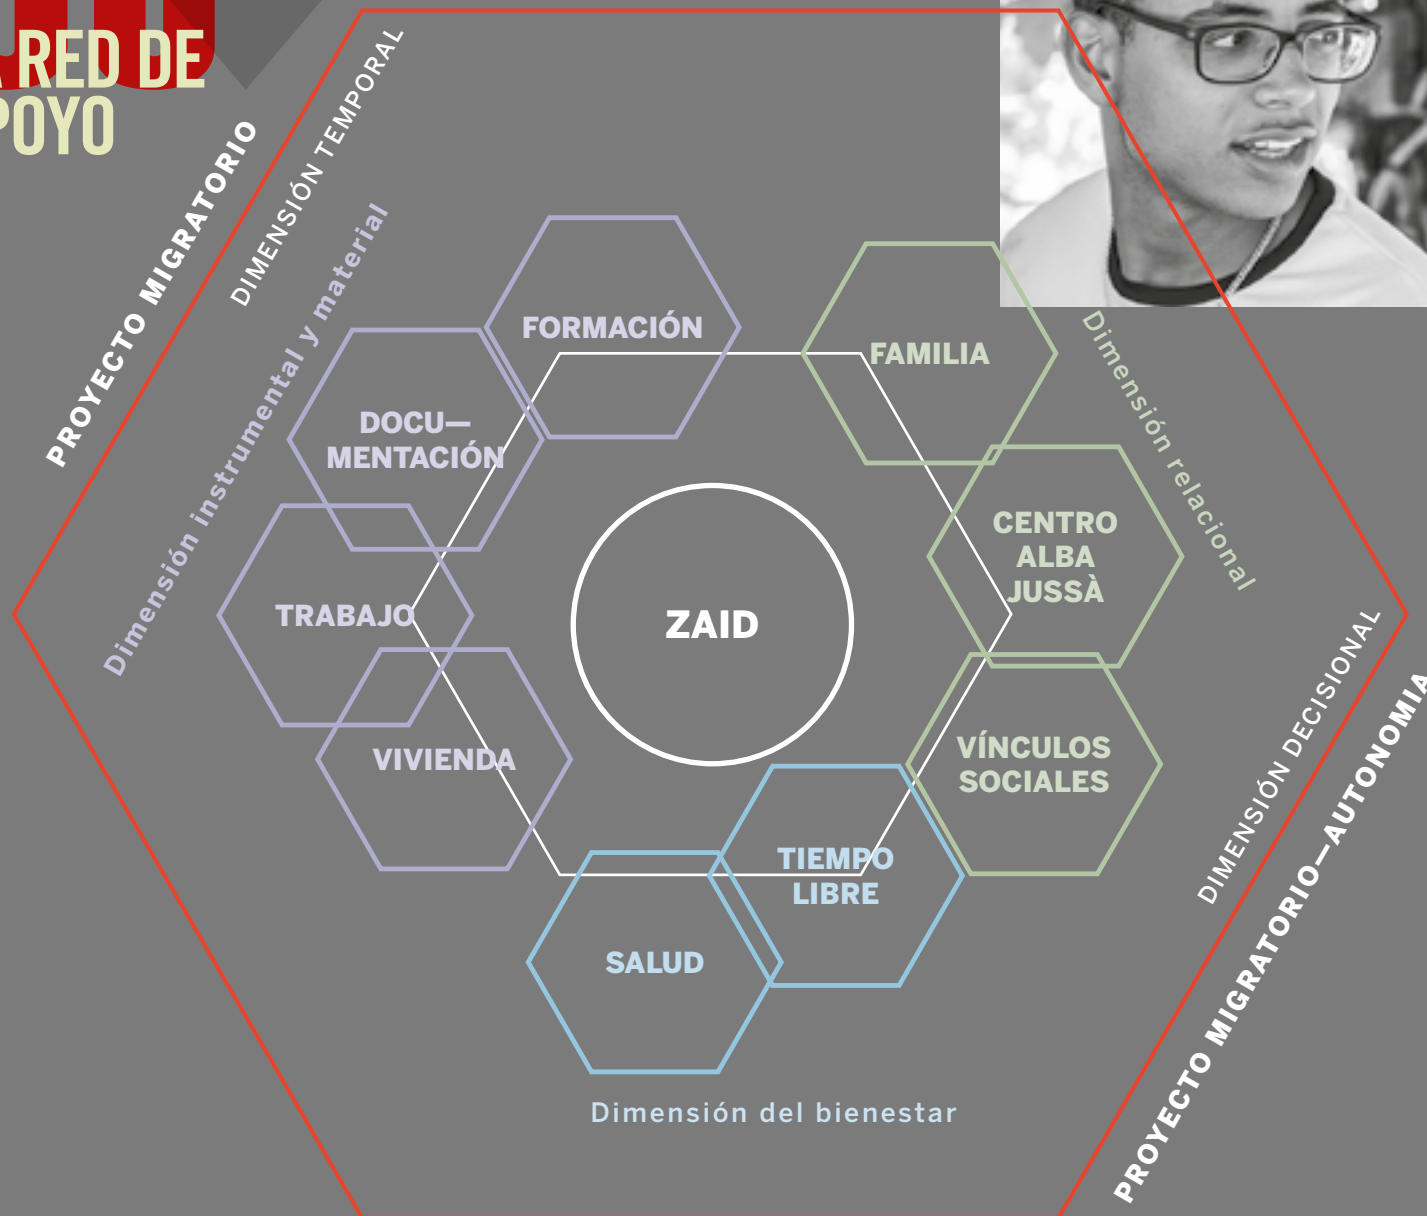 RED DE
POYO
PROYECTO MIGRATORIO
DIMENSIÓN TEMPORAL
Dimensión instrumental y material
FORMACIÓN
FAMILIA
Dimensión relacional
DOCU—
MENTACIÓN
CENTRO
ALBA
JUSSÀ
TRABAJO
ZAID
VIVIENDA
VÍNCULOS
SOCIALES
TIEMPO
LIBRE
SALUD
DIMENSIÓN DECISIONAL
PROYECTO MIGRATORIO—AUTONOMIA
Dimensión del bienestar